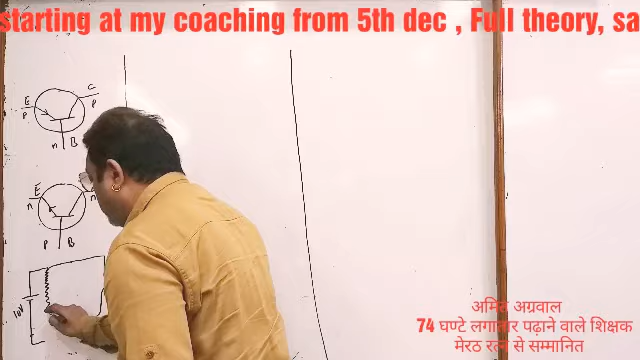 starting at my coaching from 5th dec , Full theory, sa
C
E
P
P
n
B
E
n
n
P
B
10V
अमित अग्रवाल
74 घण्टे लगातार पढ़ाने वाले शिक्षक
मेरठ रत्न से सम्मानित